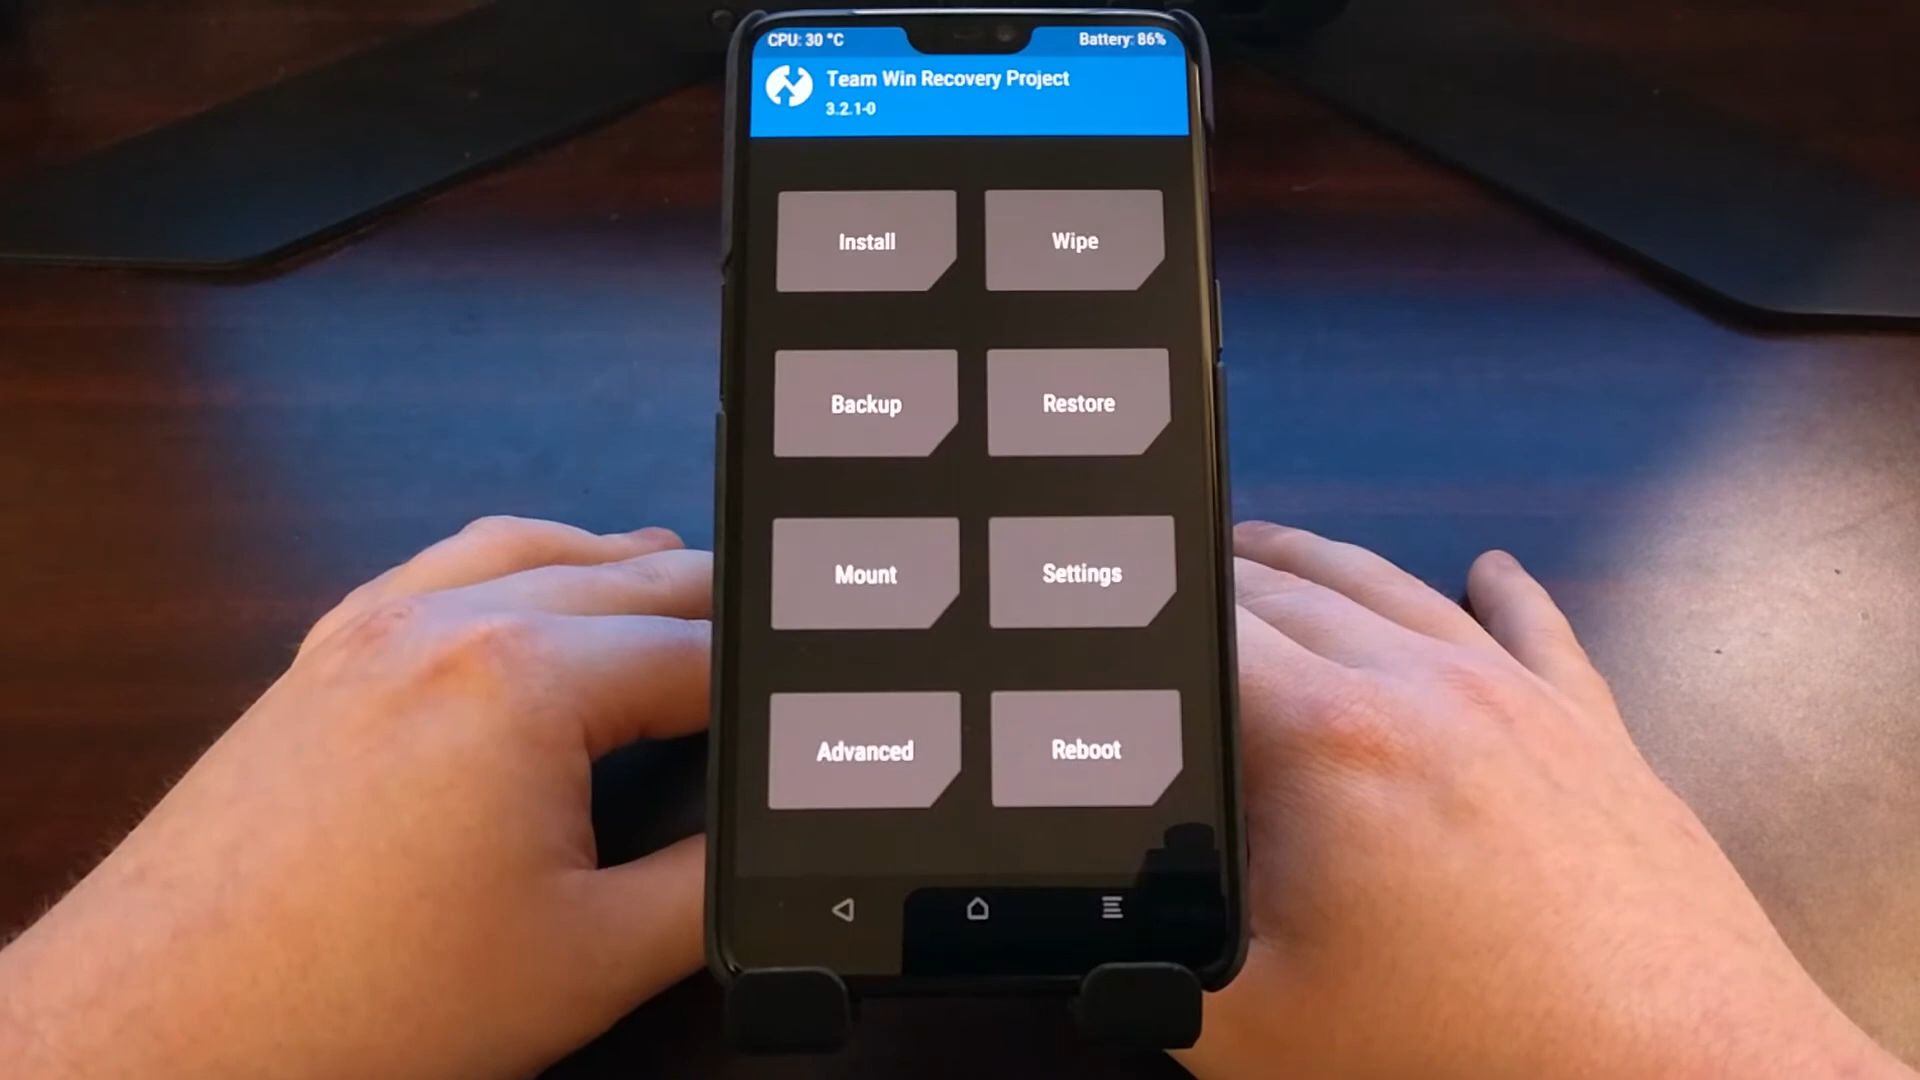 CPU: 30 °C Battery: 86%
Team Win Recovery Project
3.2.1-0
Install Wipe
Backup Restore
Mount Settings
Advanced Reboot